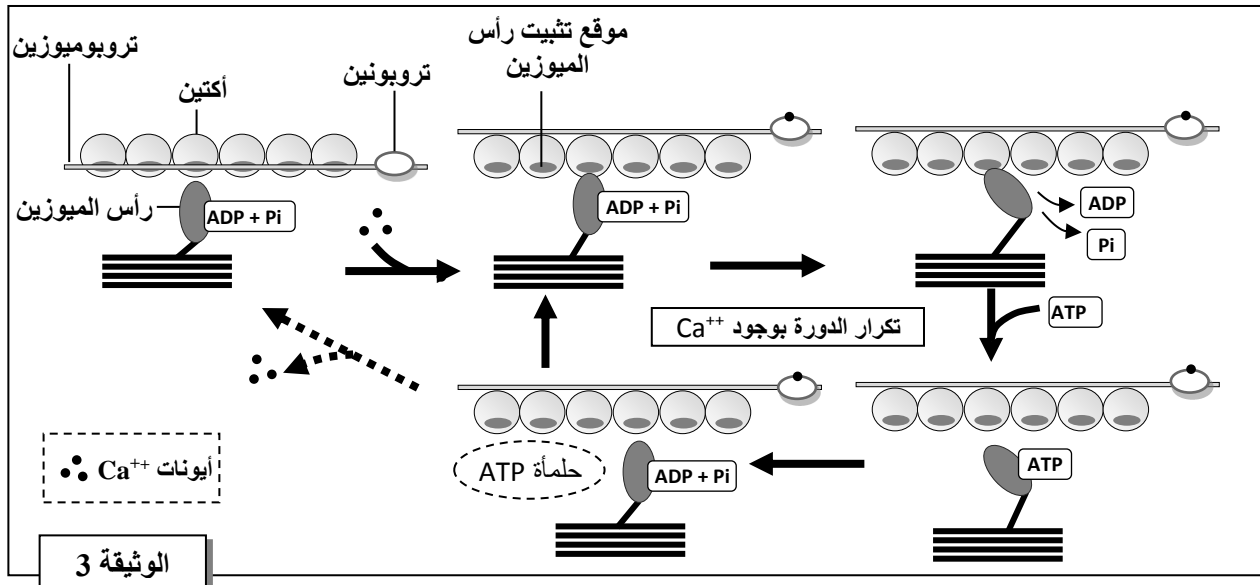 تروبوميوزين
أكتين
تروبونين
موقع تثبيت رأس
الميوزين
رأس الميوزين
ADP + Pi
ADP + Pi
ADP
Pi
تكرار الدورة بوجود Ca⁺⁺
ATP
حلمأة ATP
ADP + Pi
ATP
أيونات Ca⁺⁺
الوثيقة 3